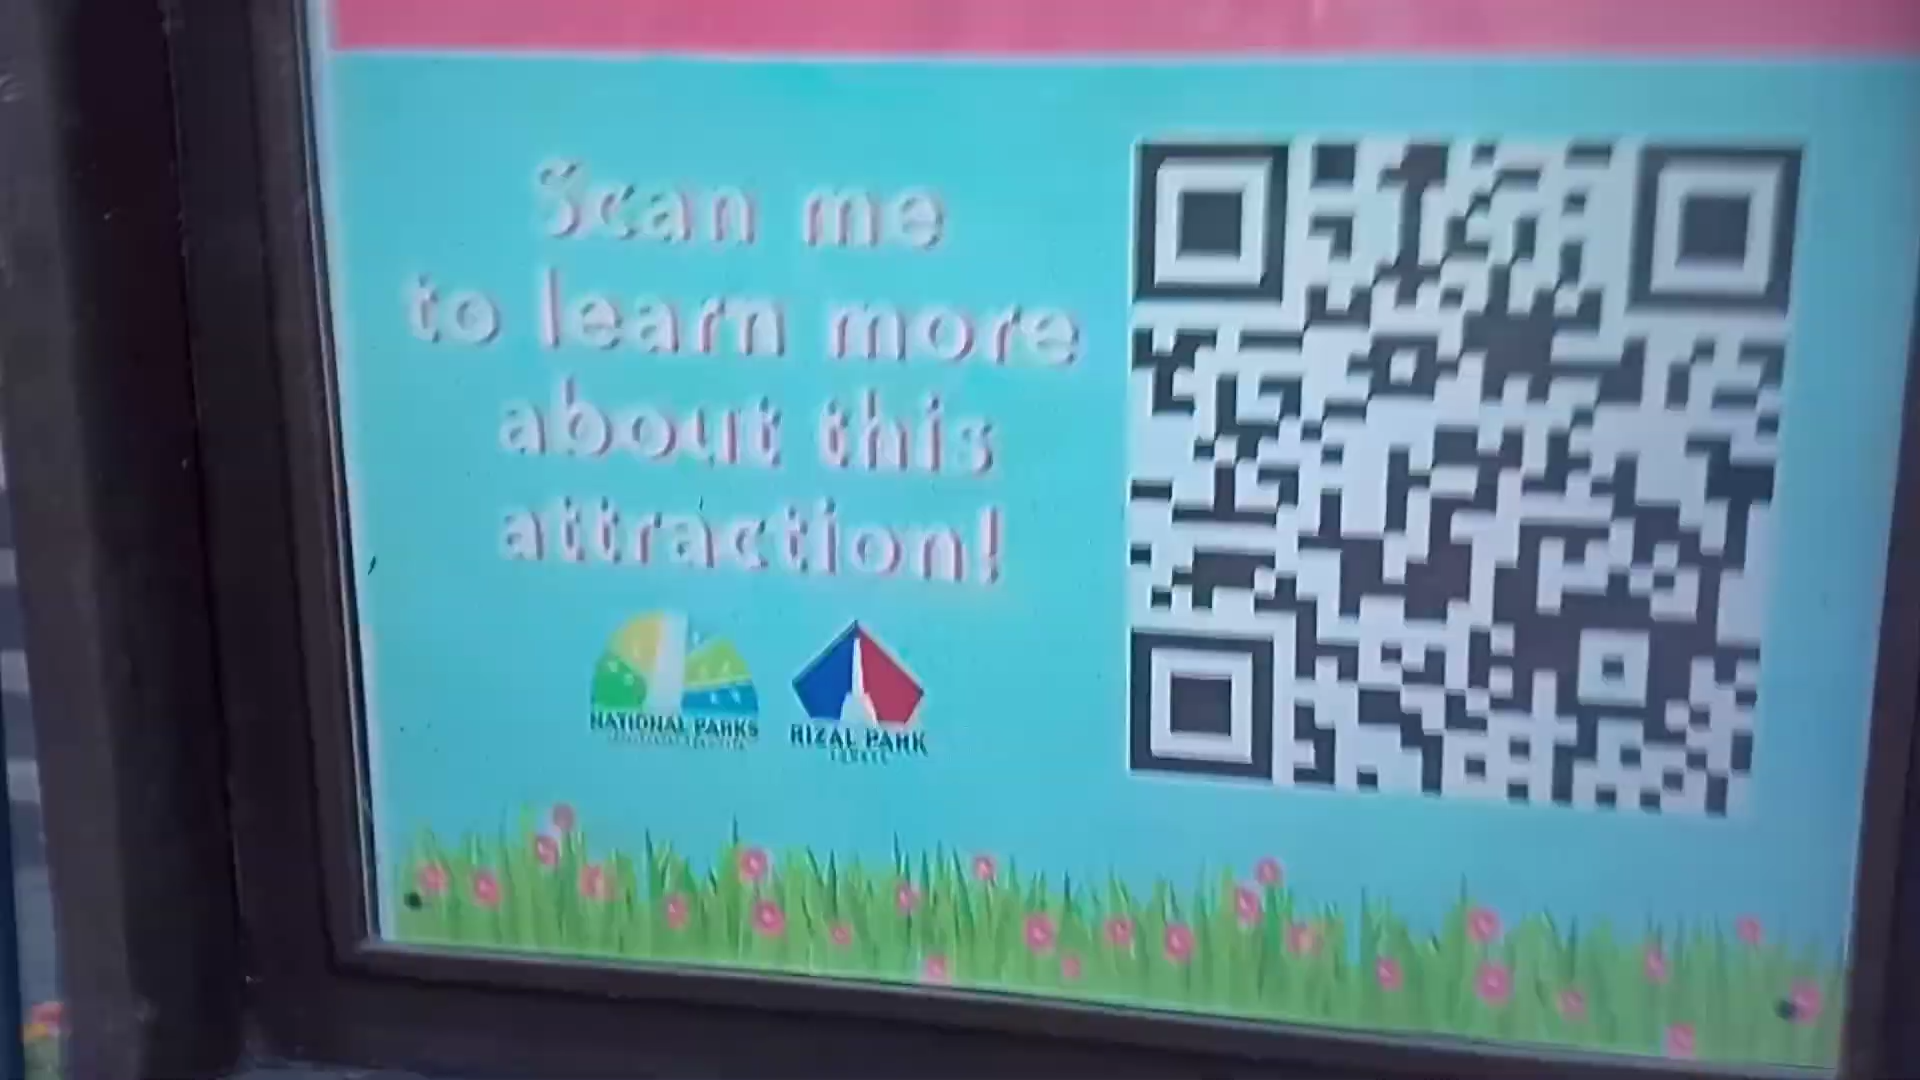 Scan me
to learn more
about this
attraction!
NATIONAL PARKS
RIZAL PARK